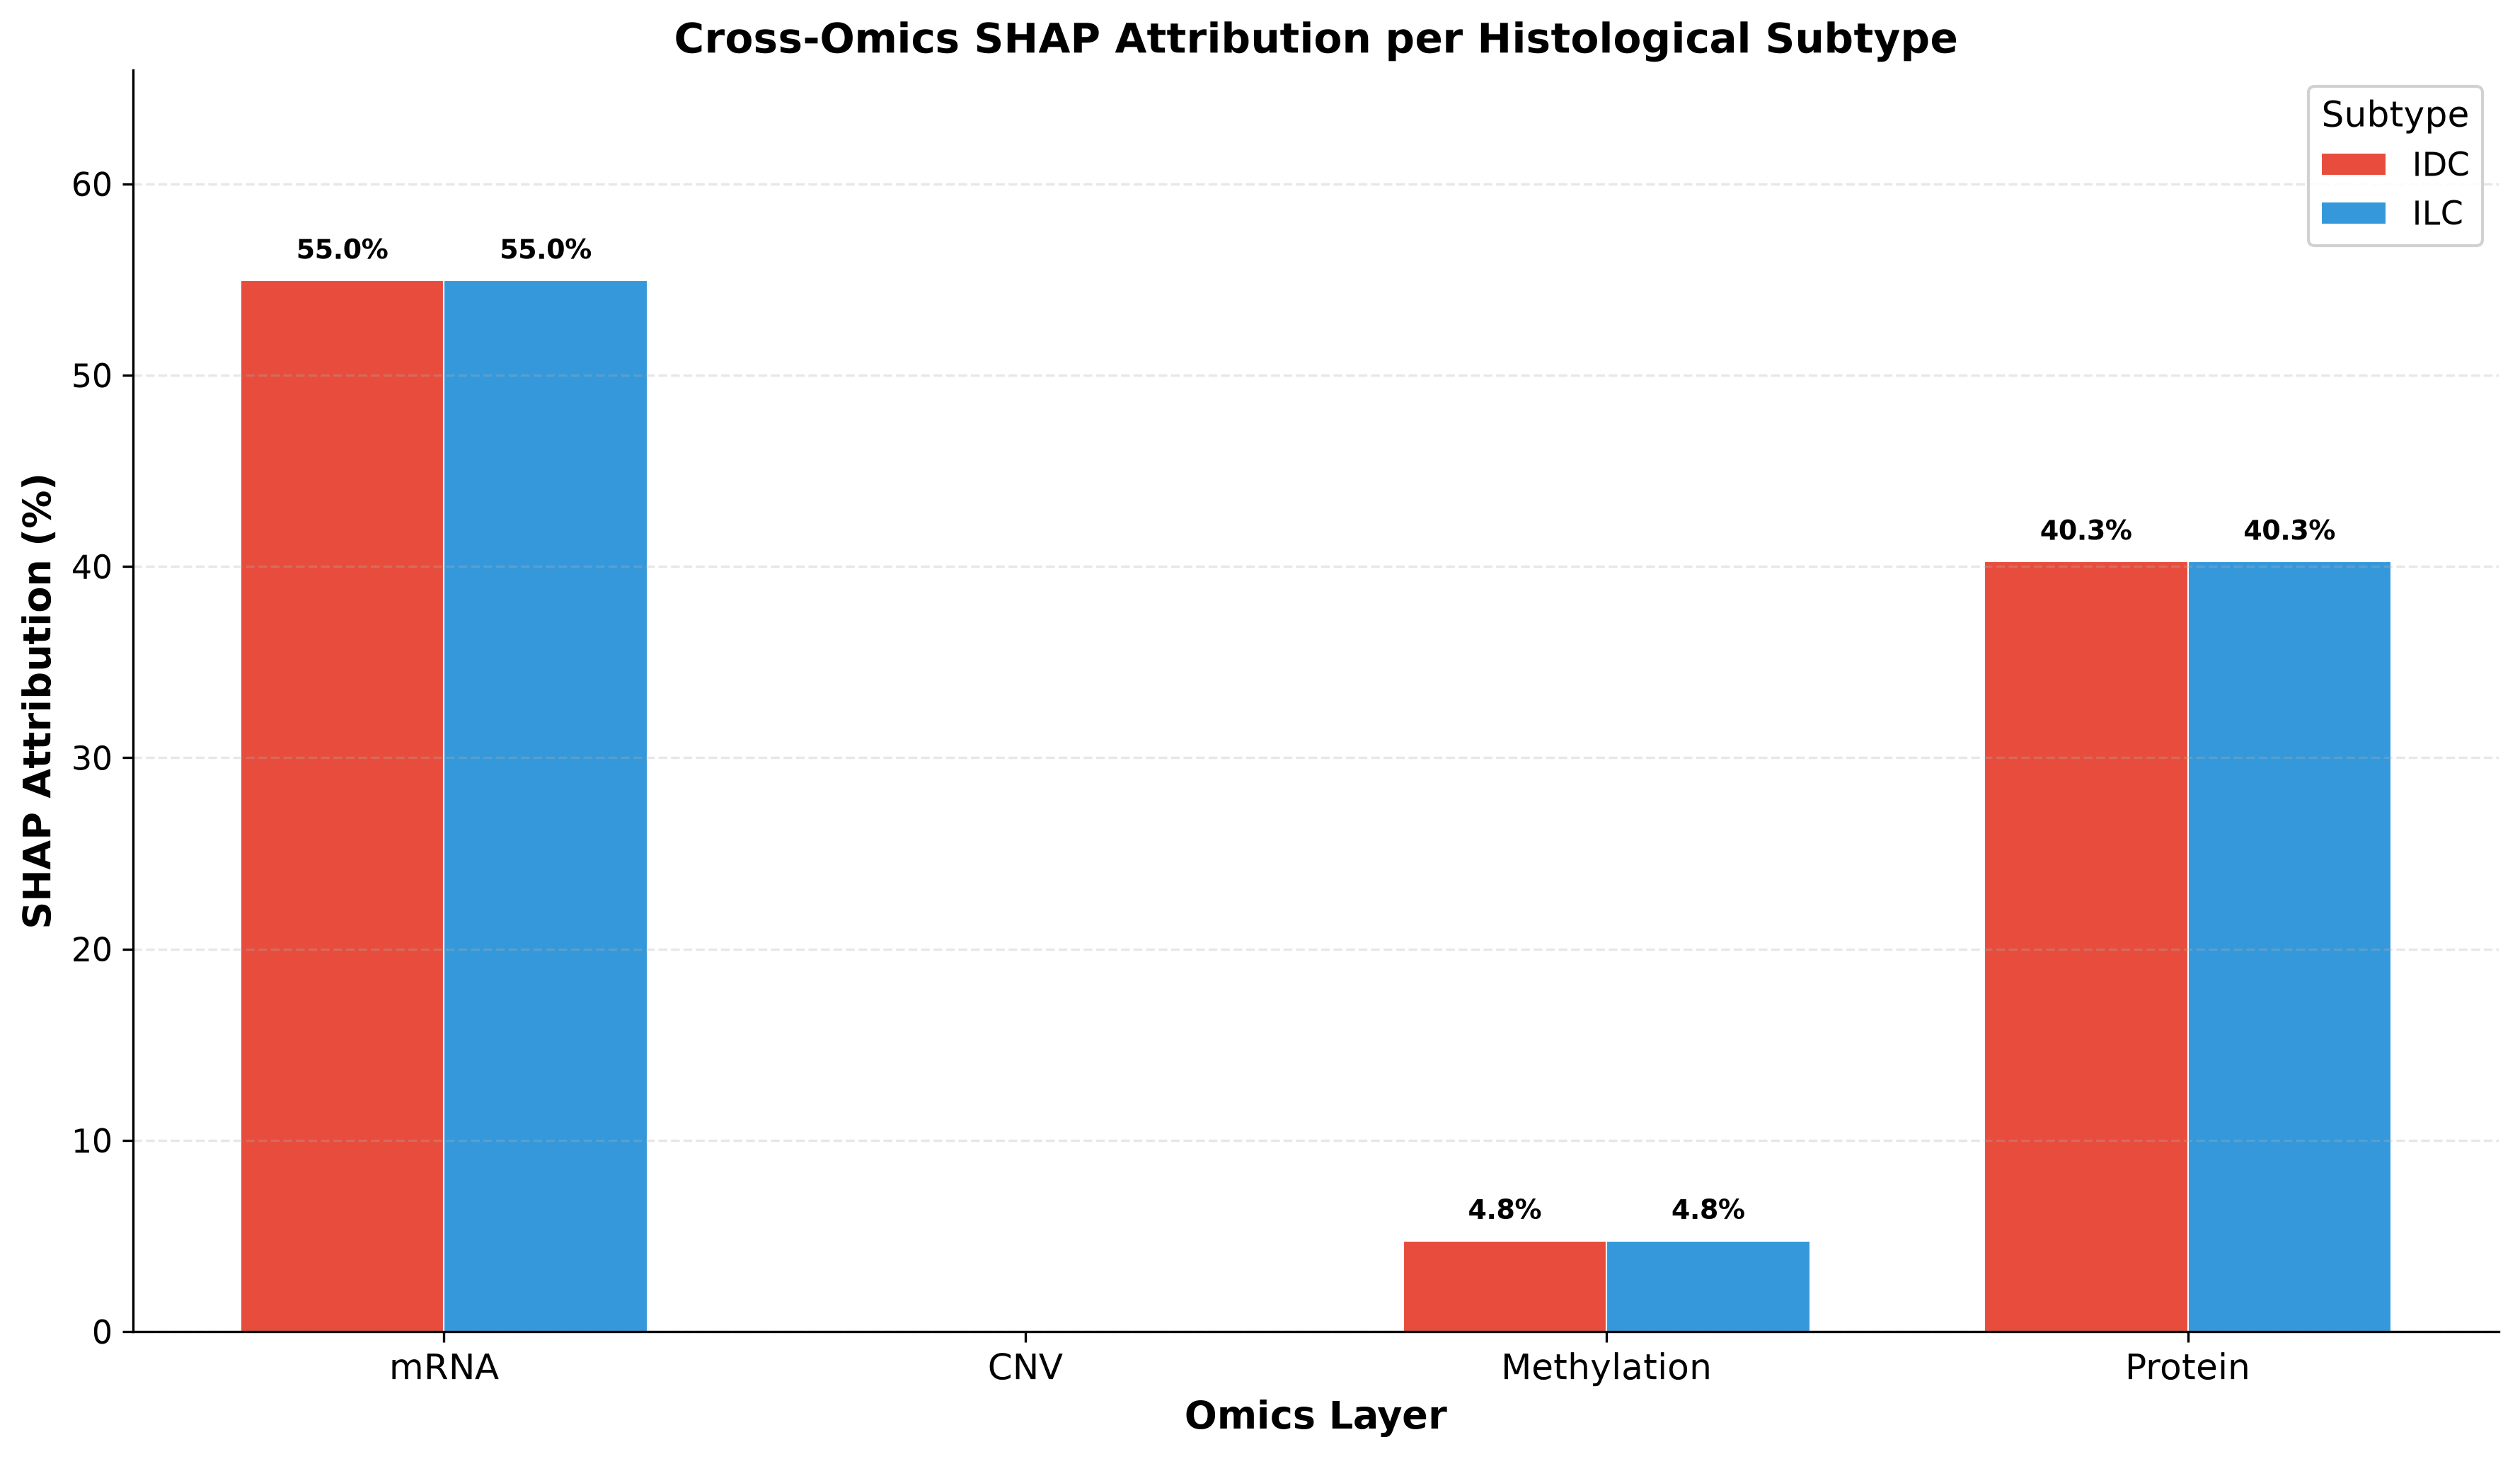 Cross-Omics SHAP Attribution per Histological Subtype
Subtype
IDC
ILC
SHAP Attribution (%)
60
50
40
30
20
10
0
55.0% 55.0%
4.8% 4.8%
40.3% 40.3%
mRNA CNV Methylation Protein
Omics Layer